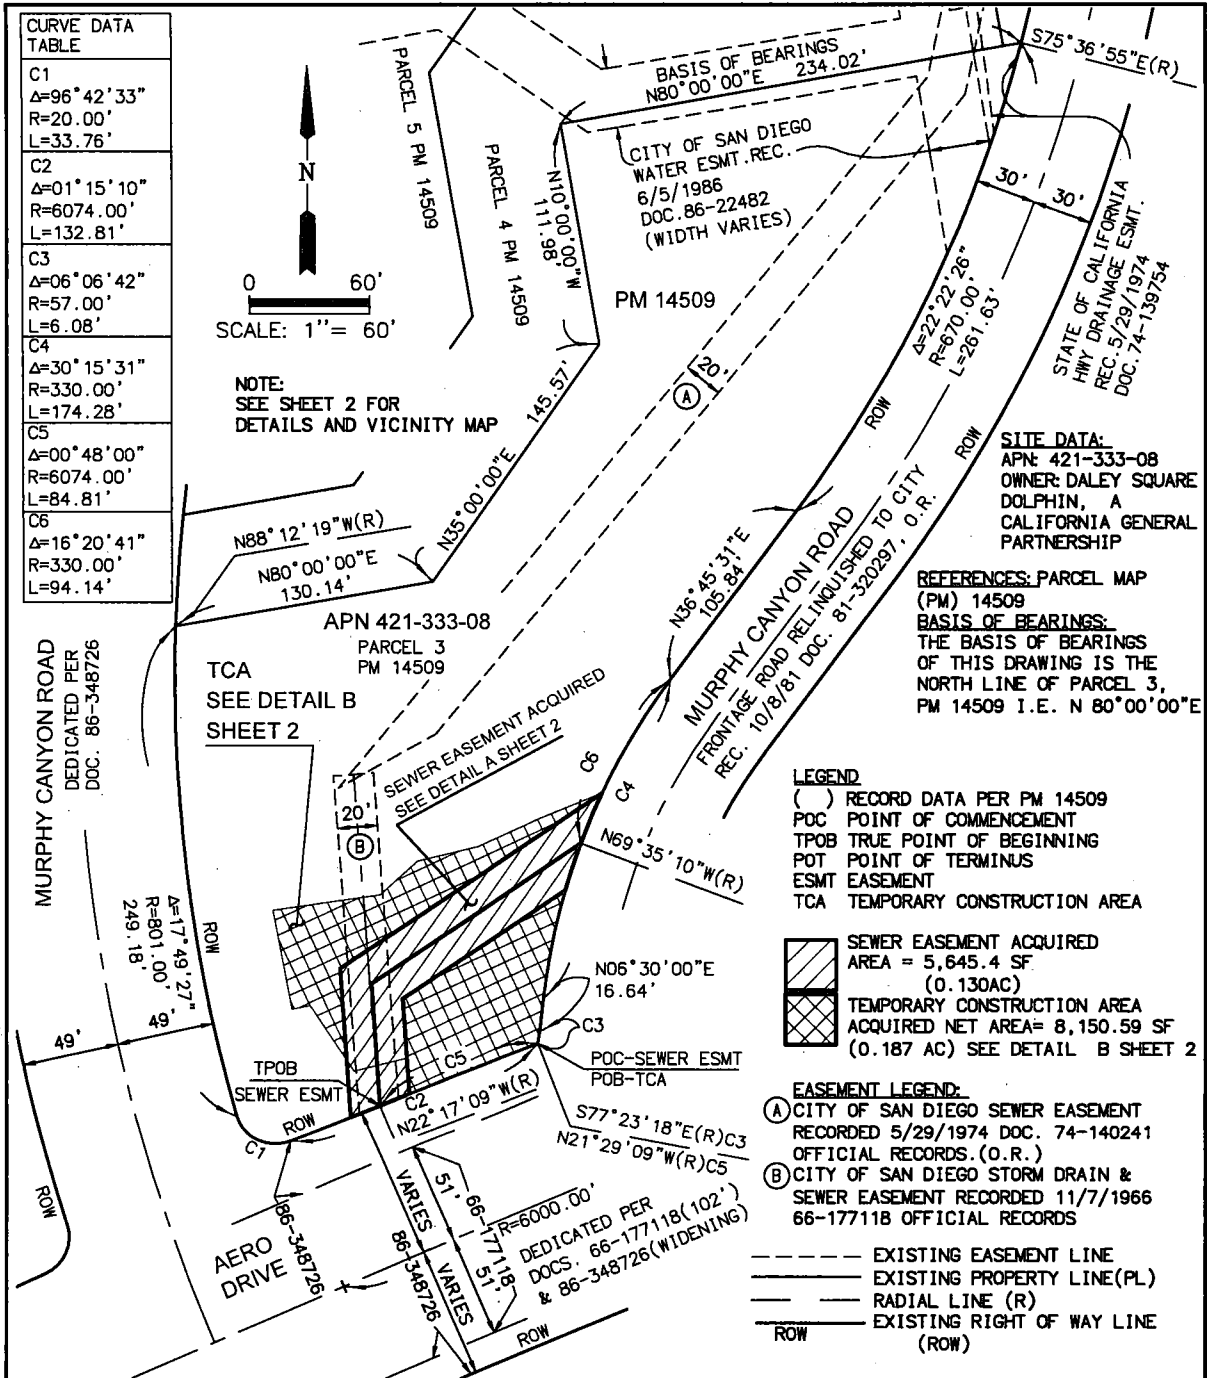 CURVE DATA
TABLE
C1
Δ=96°42'33"
R=20.00'
L=33.76'
C2
Δ=01°15'10"
R=6074.00'
L=132.81'
C3
Δ=06°06'42"
R=57.00'
L=6.08'
C4
Δ=30°15'31"
R=330.00'
L=174.28'
C5
Δ=00°48'00"
R=6074.00'
L=84.81'
C6
Δ=16°20'41"
R=330.00'
L=94.14'
N
0 60'
SCALE: 1"= 60'
NOTE:
SEE SHEET 2 FOR
DETAILS AND VICINITY MAP
PARCEL 5 PM 14509
PARCEL 4 PM 14509
BASIS OF BEARINGS
N80°00'00"E 234.02'
S75°36'55"E(R)
CITY OF SAN DIEGO
WATER ESMT.REC.
6/5/1986
DOC.86-22482
(WIDTH VARIES)
N10°00'00"W
111.98'
PM 14509
30'
30'
STATE OF CALIFORNIA
HWY DRAINAGE ESMT.
REC.5/29/1974
DOC.74-139754
Δ=22°22'26"
R=670.00'
L=261.63'
20'
A
145.57'
N35°00'00"E
ROW
ROW
N88°12'19"W(R)
N80°00'00"E
130.14'
APN 421-333-08
PARCEL 3
PM 14509
N36°45'31"E
105.84'
MURPHY CANYON ROAD
FRONTAGE ROAD RELINQUISHED TO CITY
REC. 10/8/81 DOC. 81-320297, O.R.
SITE DATA:
APN: 421-333-08
OWNER: DALEY SQUARE
DOLPHIN, A
CALIFORNIA GENERAL
PARTNERSHIP
REFERENCES: PARCEL MAP
(PM) 14509
BASIS OF BEARINGS:
THE BASIS OF BEARINGS
OF THIS DRAWING IS THE
NORTH LINE OF PARCEL 3,
PM 14509 I.E. N 80°00'00"E
MURPHY CANYON ROAD
DEDICATED PER
DOC. 86-348726
TCA
SEE DETAIL B
SHEET 2
SEWER EASEMENT ACQUIRED
SEE DETAIL A SHEET 2
20'
B
C6
C4
N69°35'10"W(R)
LEGEND
( ) RECORD DATA PER PM 14509
POC POINT OF COMMENCEMENT
TPOB TRUE POINT OF BEGINNING
POT POINT OF TERMINUS
ESMT EASEMENT
TCA TEMPORARY CONSTRUCTION AREA
SEWER EASEMENT ACQUIRED
AREA = 5,645.4 SF
(0.130AC)
TEMPORARY CONSTRUCTION AREA
ACQUIRED NET AREA= 8,150.59 SF
(0.187 AC) SEE DETAIL B SHEET 2
Δ=17°49'27"
R=801.00'
249.18'
ROW
49'
49'
N06°30'00"E
16.64'
C3
C5
POC-SEWER ESMT
POB-TCA
TPOB
SEWER ESMT
C2
N22°17'09"W(R)
S77°23'18"E(R)C3
N21°29'09"W(R)C5
C1
ROW
ROW
EASEMENT LEGEND:
A CITY OF SAN DIEGO SEWER EASEMENT
RECORDED 5/29/1974 DOC. 74-140241
OFFICIAL RECORDS.(O.R.)
B CITY OF SAN DIEGO STORM DRAIN &
SEWER EASEMENT RECORDED 11/7/1966
66-177118 OFFICIAL RECORDS
AERO
DRIVE
86-348726
VARIES
86-348726
VARIES
51'
66-177118
51'
R=6000.00'
DEDICATED PER
DOCS. 66-177118(102')
& 86-348726(WIDENING)
ROW
EXISTING EASEMENT LINE
EXISTING PROPERTY LINE(PL)
RADIAL LINE (R)
ROW EXISTING RIGHT OF WAY LINE
(ROW)